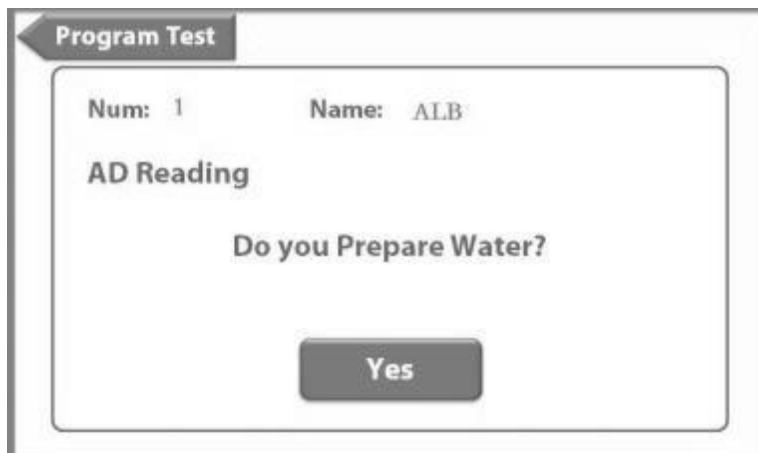 Program Test
Num: 1 Name: ALB
AD Reading
Do you Prepare Water?
Yes